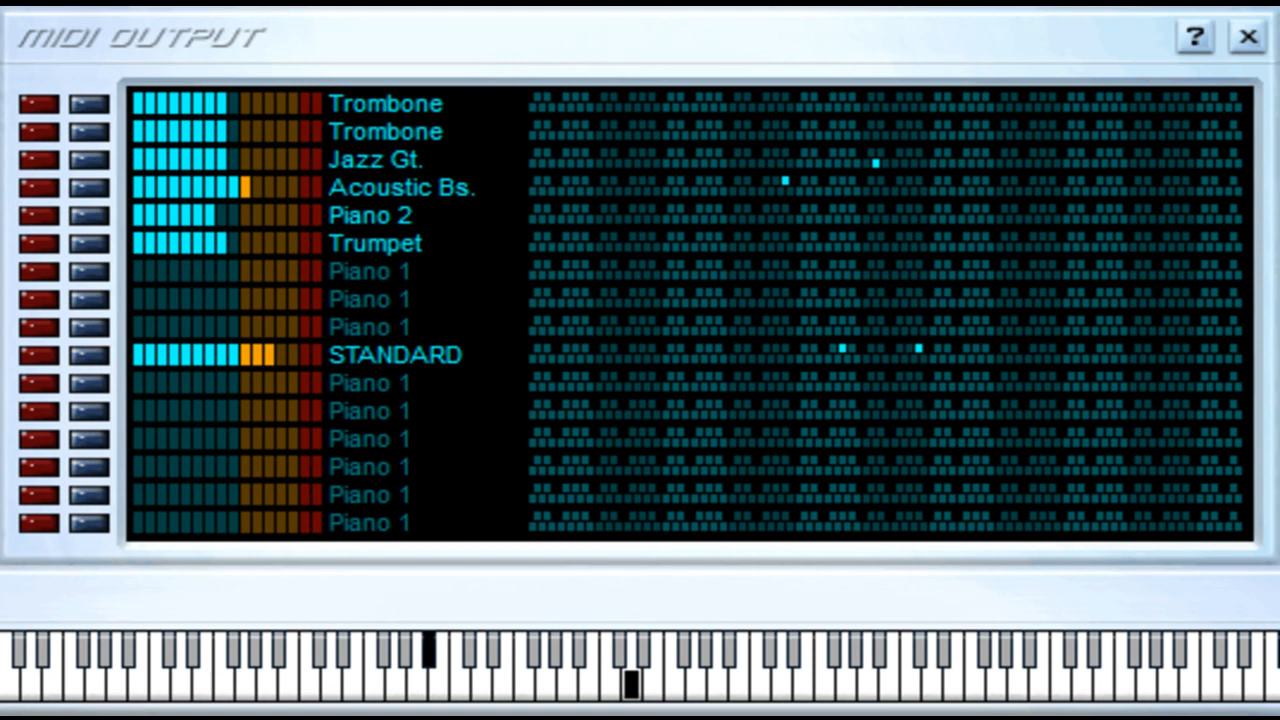 MIDI OUTPUT
? ×
Trombone
Trombone
Jazz Gt.
Acoustic Bs.
Piano 2
Trumpet
Piano 1
Piano 1
Piano 1
STANDARD
Piano 1
Piano 1
Piano 1
Piano 1
Piano 1
Piano 1